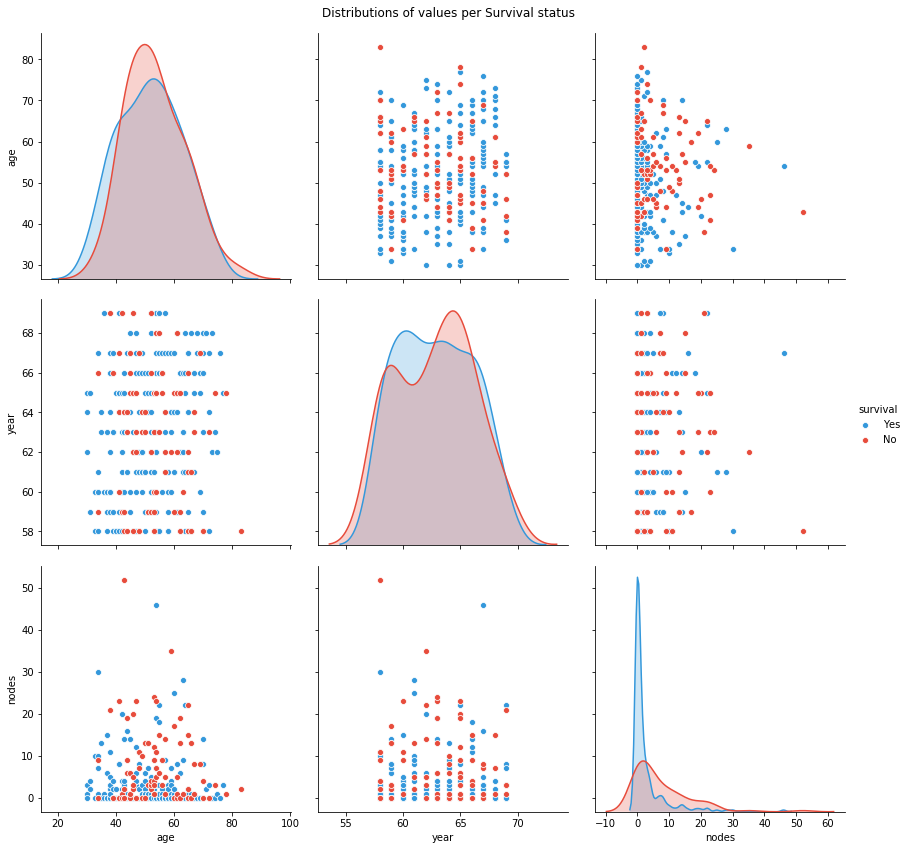 Distributions of values per Survival status
80
70
60
50
40
30
age
68
66
64
62
60
58
year
survival
Yes
No
50
40
30
20
10
0
nodes
20 40 60 80 100
55 60 65 70
−10 0 10 20 30 40 50 60
age year nodes